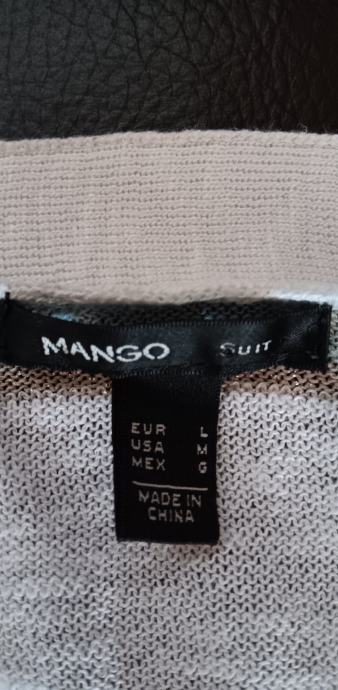 MANGO SUIT
EUR L
USA M
MEX G
MADE IN
CHINA